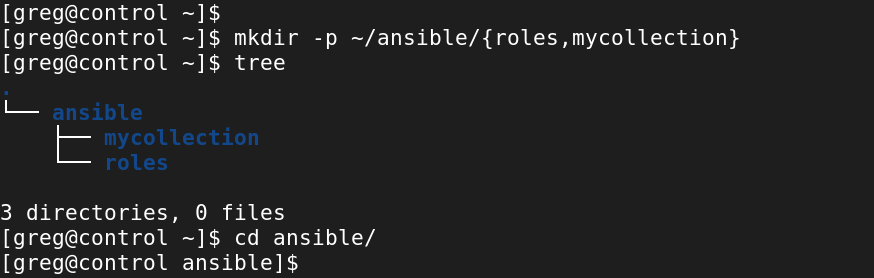 [greg@control ~]$
[greg@control ~]$ mkdir -p ~/ansible/{roles,mycollection}
[greg@control ~]$ tree
.
└── ansible
    ├── mycollection
    └── roles

3 directories, 0 files
[greg@control ~]$ cd ansible/
[greg@control ansible]$